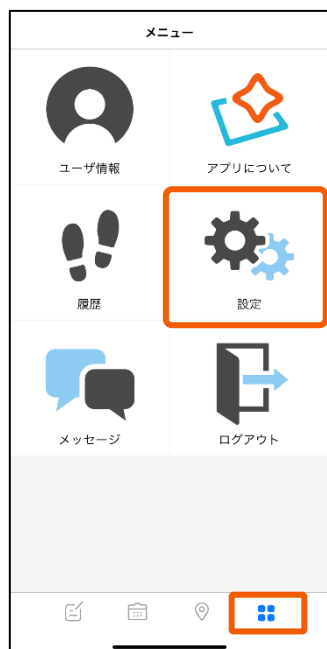 メニュー
ユーザ情報
アプリについて
履歴
設定
メッセージ
ログアウト